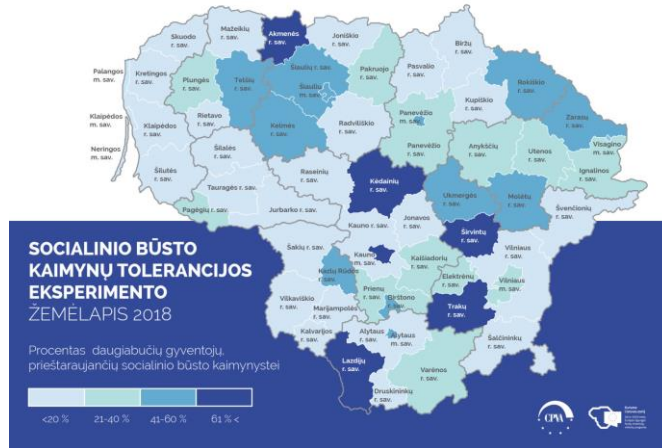 Skuodo
r. sav.
Mažeikių
r. sav.
Akmenės
r. sav.
Joniškio
r. sav.
Biržų
r. sav.
Palangos
m. sav.
Kretingos
r. sav.
Plungės
r. sav.
Telšių
r. sav.
Šiaulių r. sav.
Šiaulių
m. sav.
Pakruojo
r. sav.
Pasvalio
r. sav.
Rokiškio
r. sav.
Klaipėdos
m. sav.
Klaipėdos
r. sav.
Rietavo
r. sav.
Kelmės
r. sav.
Radviliškio
r. sav.
Panevėžio
m. sav.
Kupiškio
r. sav.
Zarasų
r. sav.
Neringos
m. sav.
Šilalės
r. sav.
Panevėžio
r. sav.
Anykščių
r. sav.
Utenos
r. sav.
Visagino
m. sav.
Ignalinos
r. sav.
Šilutės
r. sav.
Tauragės r. sav.
Raseinių
r. sav.
Kėdainių
r. sav.
Ukmergės
r. sav.
Molėtų
r. sav.
Švenčionių
r. sav.
Pagėgių
r. sav.
Jurbarko r. sav.
Kauno r. sav.
Jonavos
r. sav.
Širvintų
r. sav.
Šakių r. sav.
Kauno
m. sav.
Kaišiadorių
r. sav.
Vilniaus
r. sav.
Kazlų Rūdos
r. sav.
Elektrėnų
r. sav.
Vilniaus
m. sav.
Vilkaviškio
r. sav.
Prienų
r. sav.
Birštono
r. sav.
Trakų
r. sav.
Marijampolės
r. sav.
Kalvarijos
r. sav.
Alytaus
r. sav.
Alytaus
m. sav.
Šalčininkų
r. sav.
Lazdijų
r. sav.
Varėnos
r. sav.
Druskininkų
r. sav.
SOCIALINIO BŪSTO
KAIMYNŲ TOLERANCIJOS
EKSPERIMENTO
ŽEMĖLAPIS 2018
Procentas daugiabučių gyventojų,
prieštaraujančių socialinio būsto kaimynystei
<20 %
21-40 %
41-60 %
61 % <
CPVA